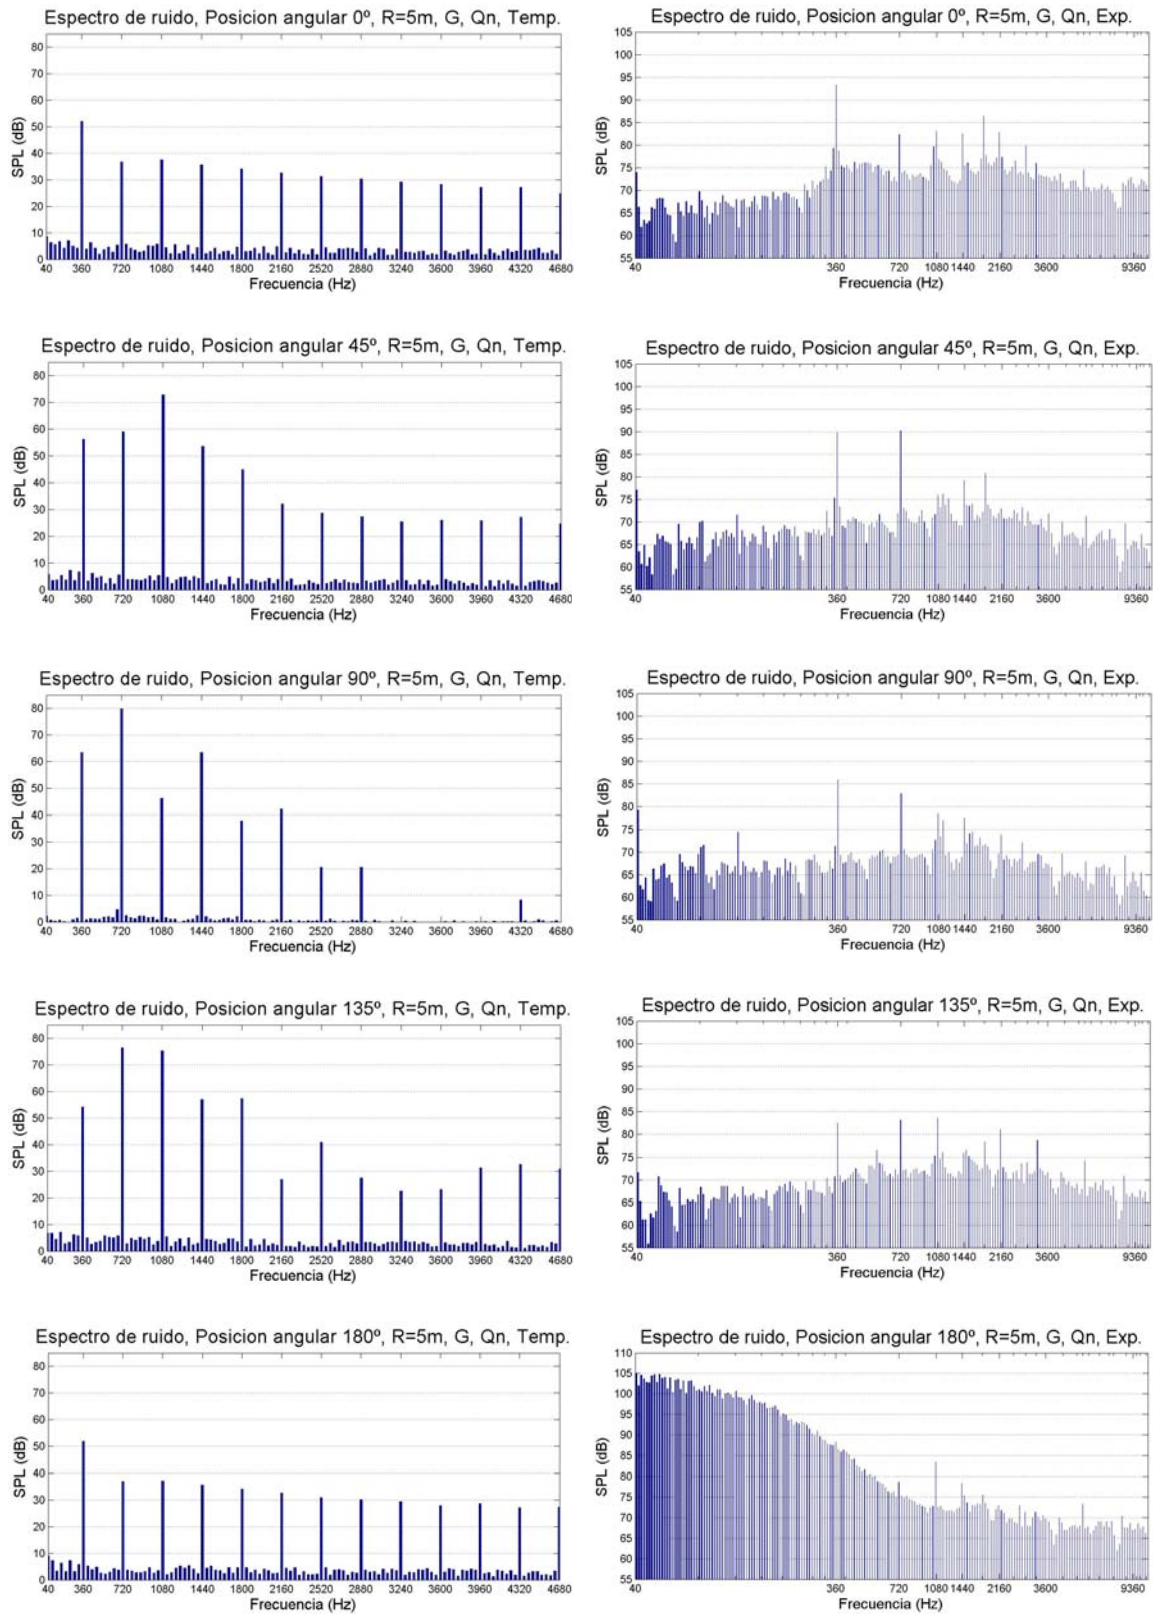 Espectro de ruido, Posicion angular 0º, R=5m, G, Qn, Temp.
SPL (dB)
80
70
60
50
40
30
20
10
0
40 360 720 1080 1440 1800 2160 2520 2880 3240 3600 3960 4320 4680
Frecuencia (Hz)
Espectro de ruido, Posicion angular 0º, R=5m, G, Qn, Exp.
SPL (dB)
105
100
95
90
85
80
75
70
65
60
55
40 360 720 1080 1440 2160 3600 9360
Frecuencia (Hz)
Espectro de ruido, Posicion angular 45º, R=5m, G, Qn, Temp.
SPL (dB)
80
70
60
50
40
30
20
10
0
40 360 720 1080 1440 1800 2160 2520 2880 3240 3600 3960 4320 4680
Frecuencia (Hz)
Espectro de ruido, Posicion angular 45º, R=5m, G, Qn, Exp.
SPL (dB)
105
100
95
90
85
80
75
70
65
60
55
40 360 720 1080 1440 2160 3600 9360
Frecuencia (Hz)
Espectro de ruido, Posicion angular 90º, R=5m, G, Qn, Temp.
SPL (dB)
80
70
60
50
40
30
20
10
0
40 360 720 1080 1440 1800 2160 2520 2880 3240 3600 3960 4320 4680
Frecuencia (Hz)
Espectro de ruido, Posicion angular 90º, R=5m, G, Qn, Exp.
SPL (dB)
105
100
95
90
85
80
75
70
65
60
55
40 360 720 1080 1440 2160 3600 9360
Frecuencia (Hz)
Espectro de ruido, Posicion angular 135º, R=5m, G, Qn, Temp.
SPL (dB)
80
70
60
50
40
30
20
10
0
40 360 720 1080 1440 1800 2160 2520 2880 3240 3600 3960 4320 4680
Frecuencia (Hz)
Espectro de ruido, Posicion angular 135º, R=5m, G, Qn, Exp.
SPL (dB)
105
100
95
90
85
80
75
70
65
60
55
40 360 720 1080 1440 2160 3600 9360
Frecuencia (Hz)
Espectro de ruido, Posicion angular 180º, R=5m, G, Qn, Temp.
SPL (dB)
80
70
60
50
40
30
20
10
0
40 360 720 1080 1440 1800 2160 2520 2880 3240 3600 3960 4320 4680
Frecuencia (Hz)
Espectro de ruido, Posicion angular 180º, R=5m, G, Qn, Exp.
SPL (dB)
110
105
100
95
90
85
80
75
70
65
60
55
40 360 720 1080 1440 2160 3600 9360
Frecuencia (Hz)